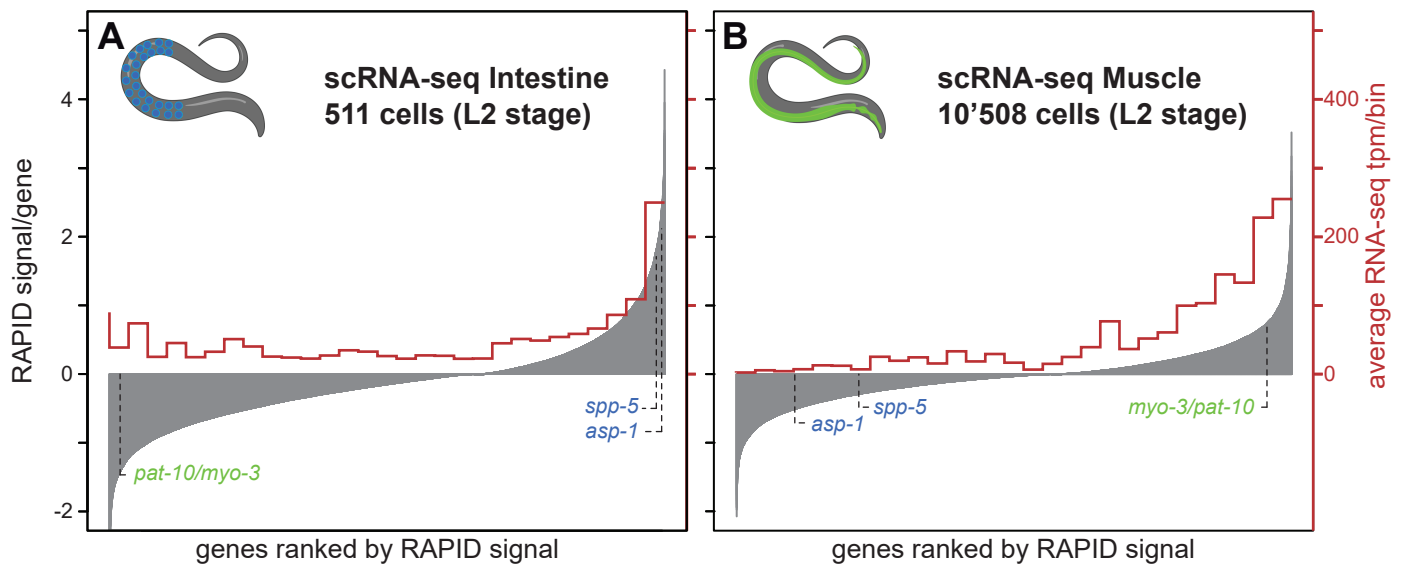 A
scRNA-seq Intestine
511 cells (L2 stage)
B
scRNA-seq Muscle
10’508 cells (L2 stage)
RAPID signal/gene
4
2
0
-2
400
200
0
average RNA-seq tpm/bin
spp-5
asp-1
pat-10/myo-3
asp-1
spp-5
myo-3/pat-10
genes ranked by RAPID signal
genes ranked by RAPID signal